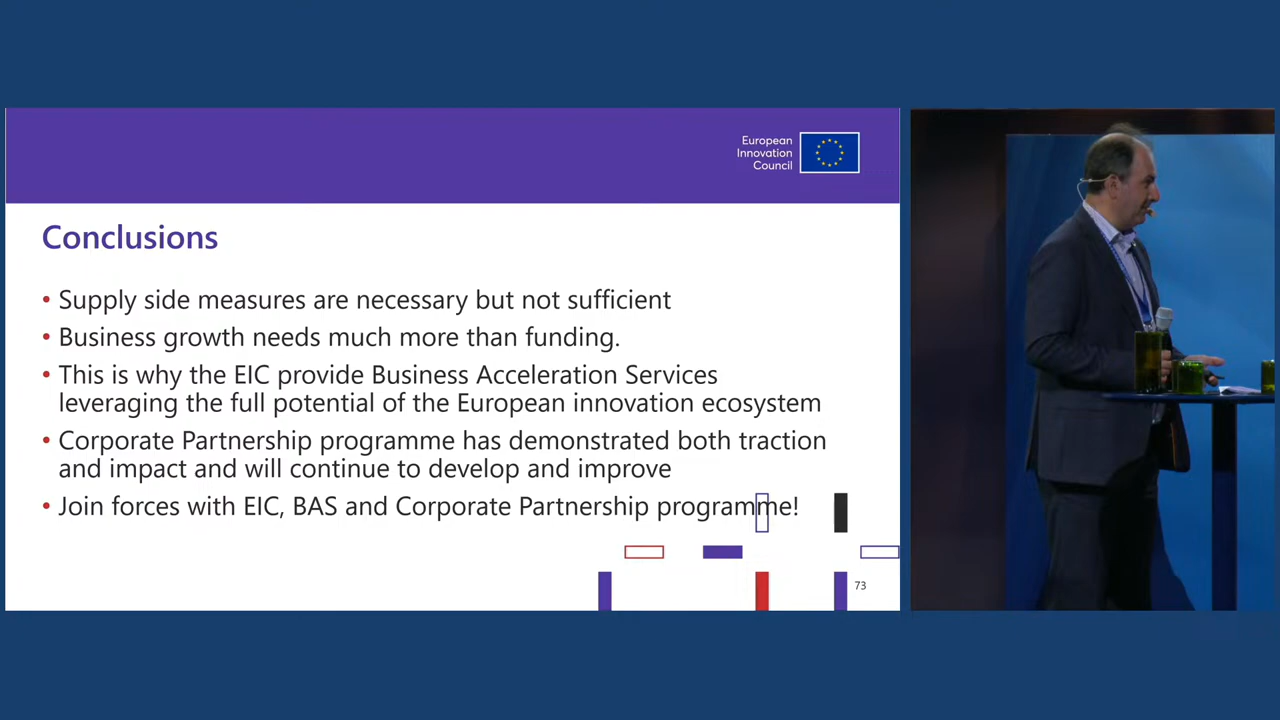 European
Innovation
Council
Conclusions
• Supply side measures are necessary but not sufficient
• Business growth needs much more than funding.
• This is why the EIC provide Business Acceleration Services
leveraging the full potential of the European innovation ecosystem
• Corporate Partnership programme has demonstrated both traction
and impact and will continue to develop and improve
• Join forces with EIC, BAS and Corporate Partnership programme!
73